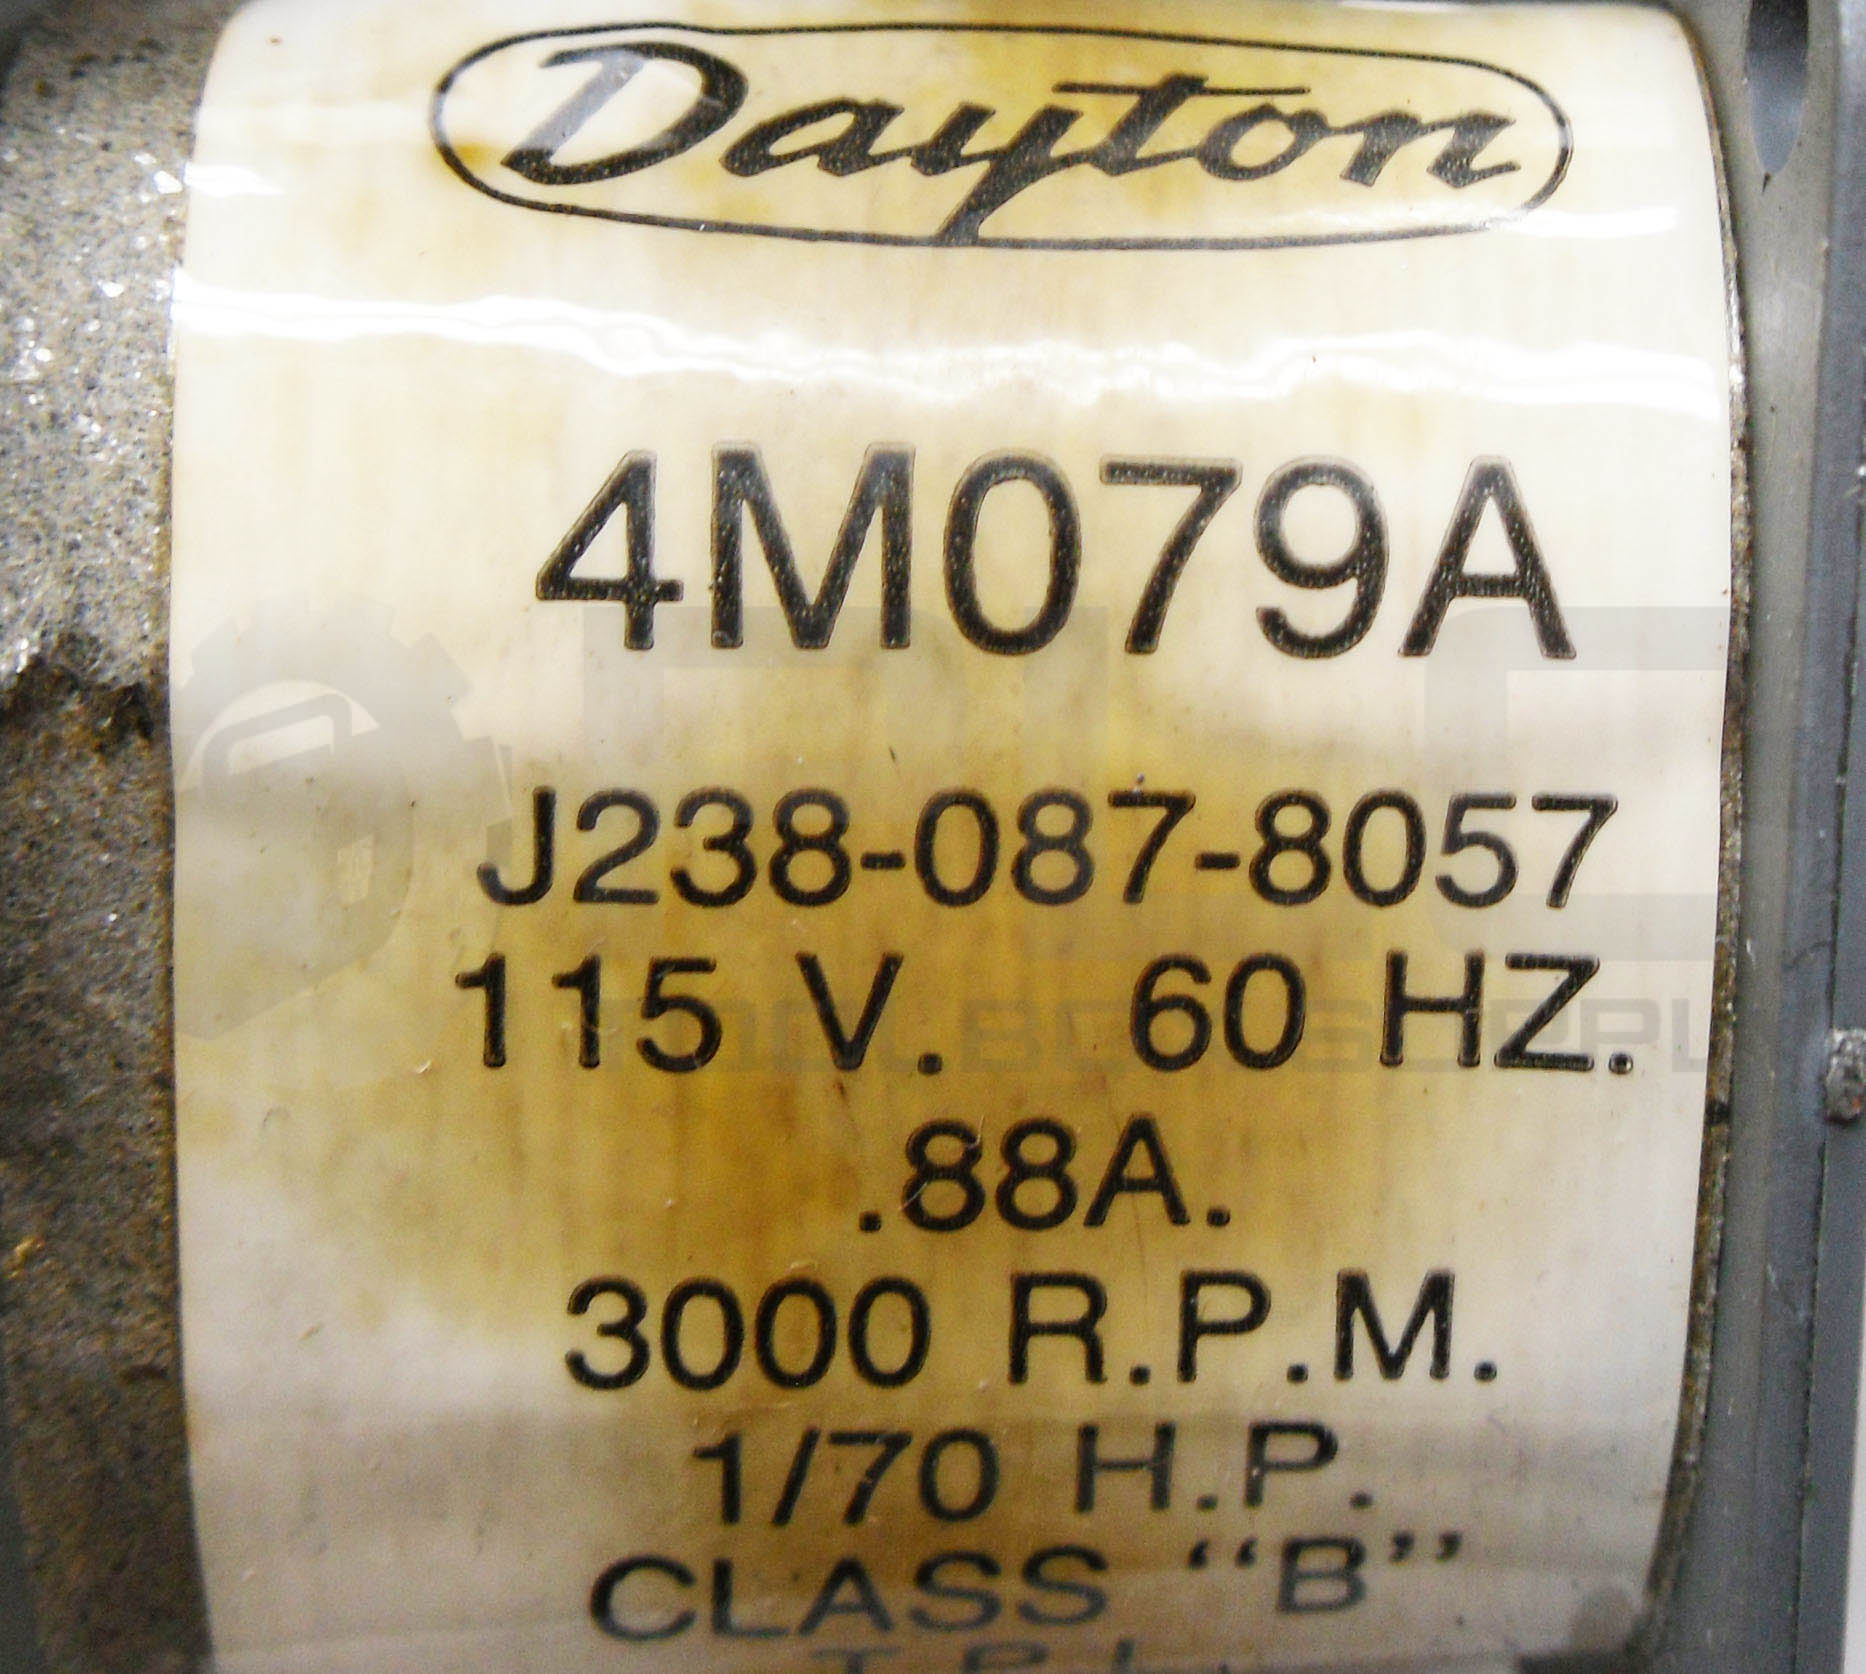 Dayton
4M079A
J238-087-8057
115 V. 60 HZ.
.88A.
3000 R.P.M.
1/70 H.P.
CLASS "B"